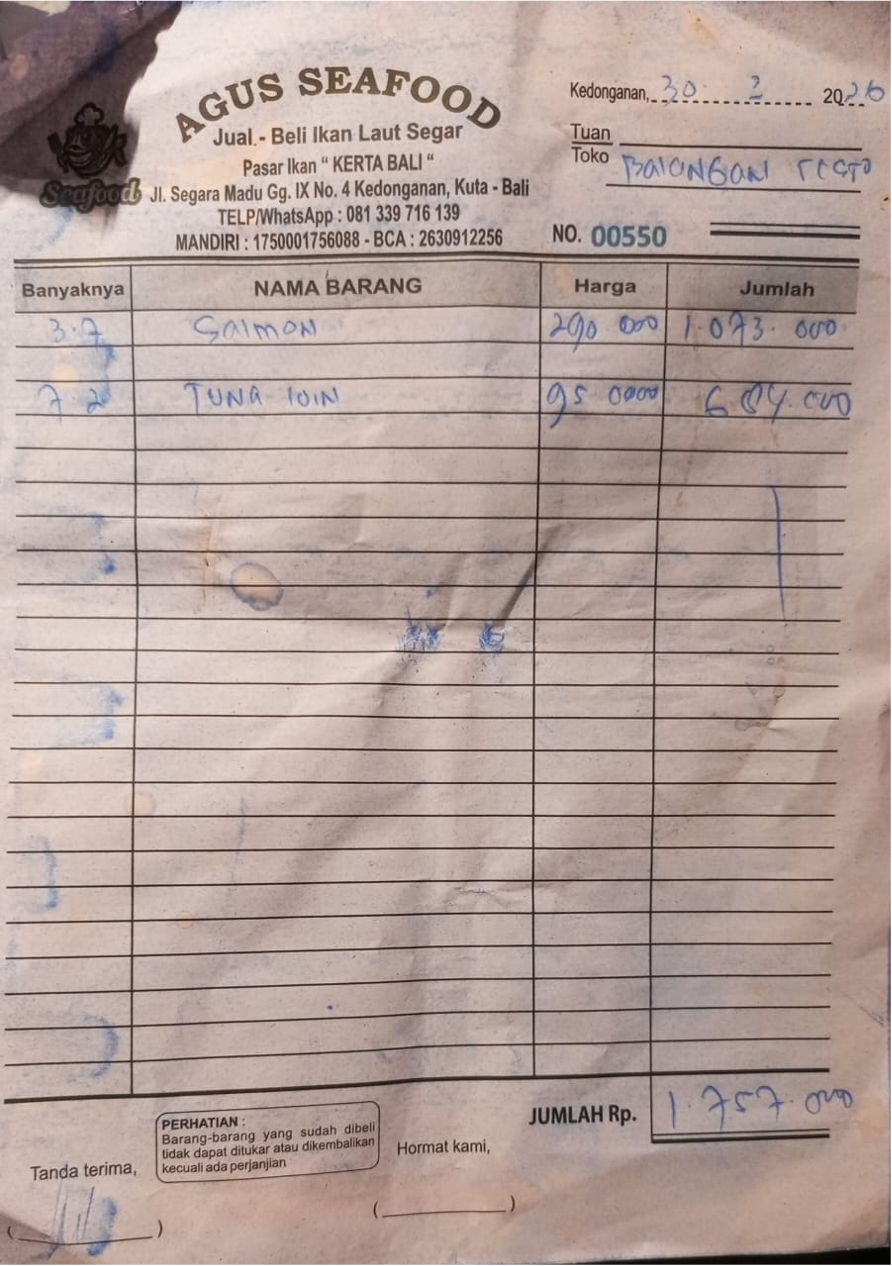 AGUS SEAFOOD
Jual - Beli Ikan Laut Segar
Pasar Ikan " KERTA BALI "
Jl. Segara Madu Gg. IX No. 4 Kedonganan, Kuta - Bali
TELP/WhatsApp : 081 339 716 139
MANDIRI : 1750001756088 - BCA : 2630912256
Seafood
Kedonganan, 30 3 2026
Tuan
Toko BALANGAN RESTO
NO. 00550
Banyaknya NAMA BARANG Harga Jumlah
3.7 SALMON 290 000 1.073.000
7.2 TUNA LOIN 95 0000 684.000
JUMLAH Rp. 1.757.000
PERHATIAN :
Barang-barang yang sudah dibeli
tidak dapat ditukar atau dikembalikan
kecuali ada perjanjian
Tanda terima,
Hormat kami,